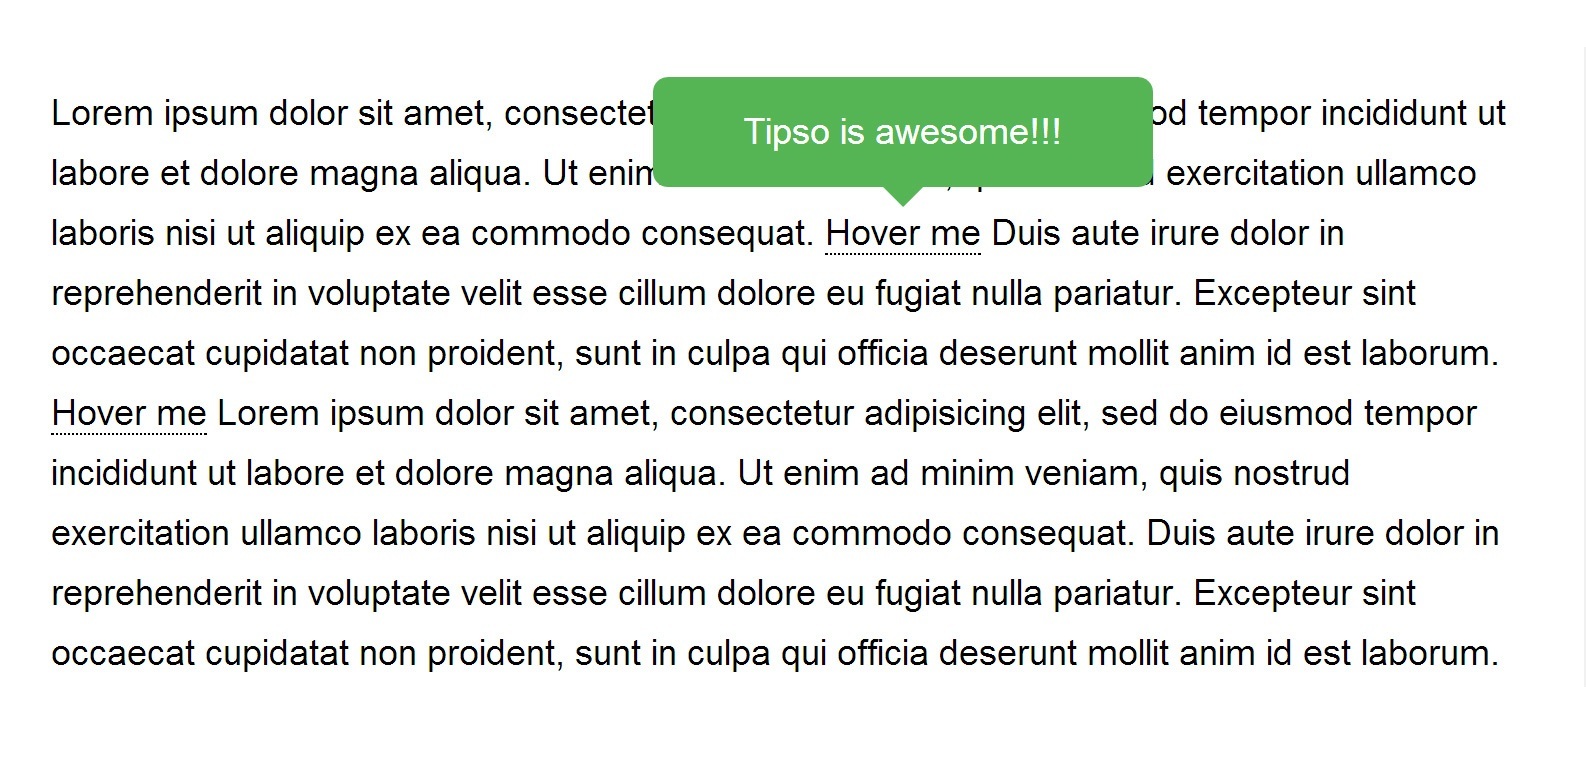 Tipso is awesome!!!
Lorem ipsum dolor sit amet, tempor incididunt ut
labore et dolore magna aliqua. Ut exercitation ullamco
laboris nisi ut aliquip ex ea commodo consequat. Hover me Duis aute irure dolor in
reprehenderit in voluptate velit esse cillum dolore eu fugiat nulla pariatur. Excepteur sint
occaecat cupidatat non proident, sunt in culpa qui officia deserunt mollit anim id est laborum.
Hover me Lorem ipsum dolor sit amet, consectetur adipisicing elit, sed do eiusmod tempor
incididunt ut labore et dolore magna aliqua. Ut enim ad minim veniam, quis nostrud
exercitation ullamco laboris nisi ut aliquip ex ea commodo consequat. Duis aute irure dolor in
reprehenderit in voluptate velit esse cillum dolore eu fugiat nulla pariatur. Excepteur sint
occaecat cupidatat non proident, sunt in culpa qui officia deserunt mollit anim id est laborum.